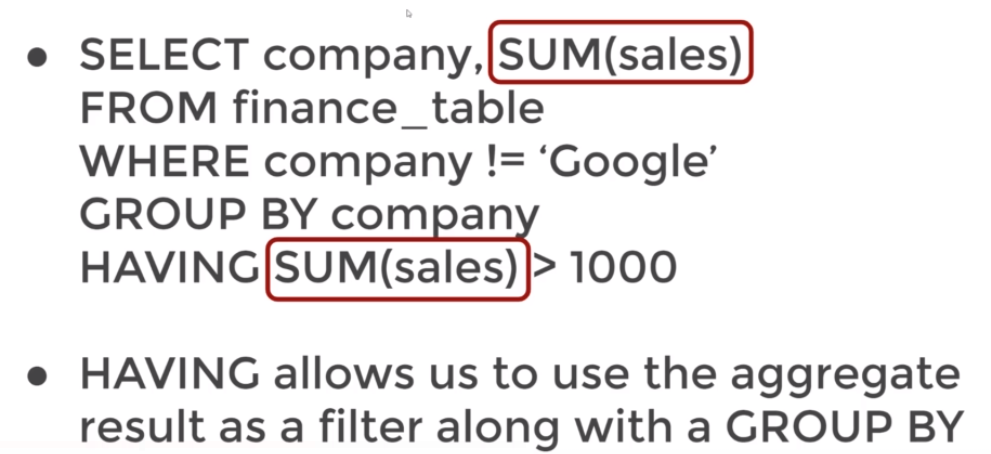 • SELECT company, SUM(sales)
FROM finance_table
WHERE company != ‘Google’
GROUP BY company
HAVING SUM(sales) > 1000
• HAVING allows us to use the aggregate
result as a filter along with a GROUP BY